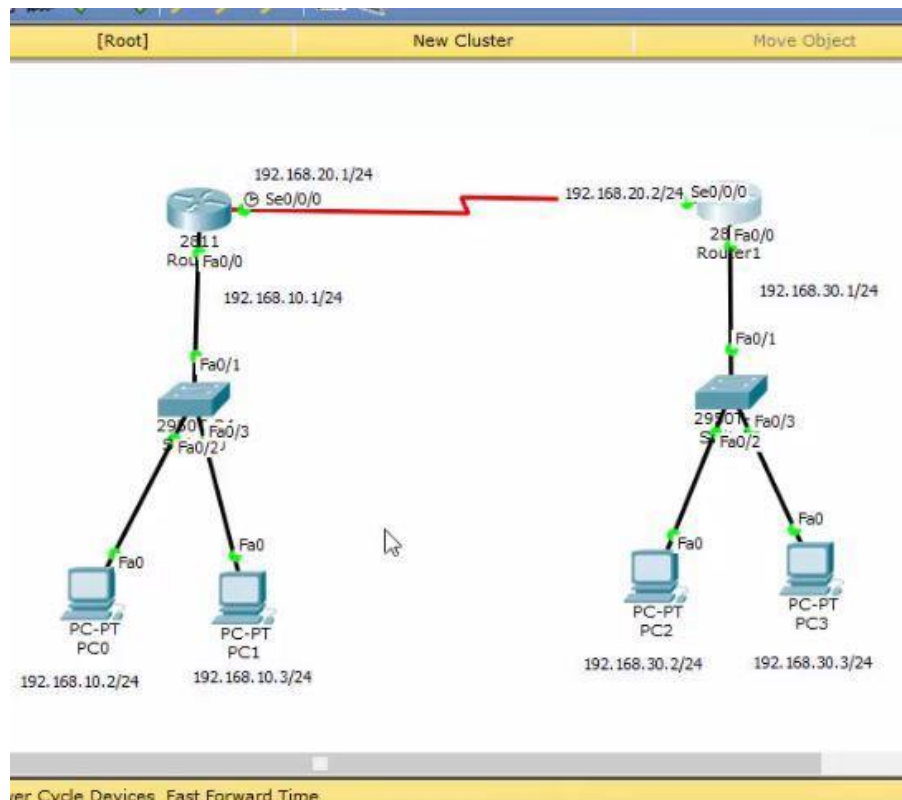 [Root] New Cluster Move Object
192.168.20.1/24
Se0/0/0
192.168.20.2/24 Se0/0/0
2811
Fa0/0
28 Fa0/0
Router1
192.168.10.1/24
192.168.30.1/24
Fa0/1
Fa0/1
Fa0/3
Fa0/2
Fa0/3
Fa0/2
Fa0
Fa0
Fa0
Fa0
PC-PT
PC0
PC-PT
PC1
PC-PT
PC2
PC-PT
PC3
192.168.10.2/24
192.168.10.3/24
192.168.30.2/24
192.168.30.3/24
Cycle Devices Fast Forward Time